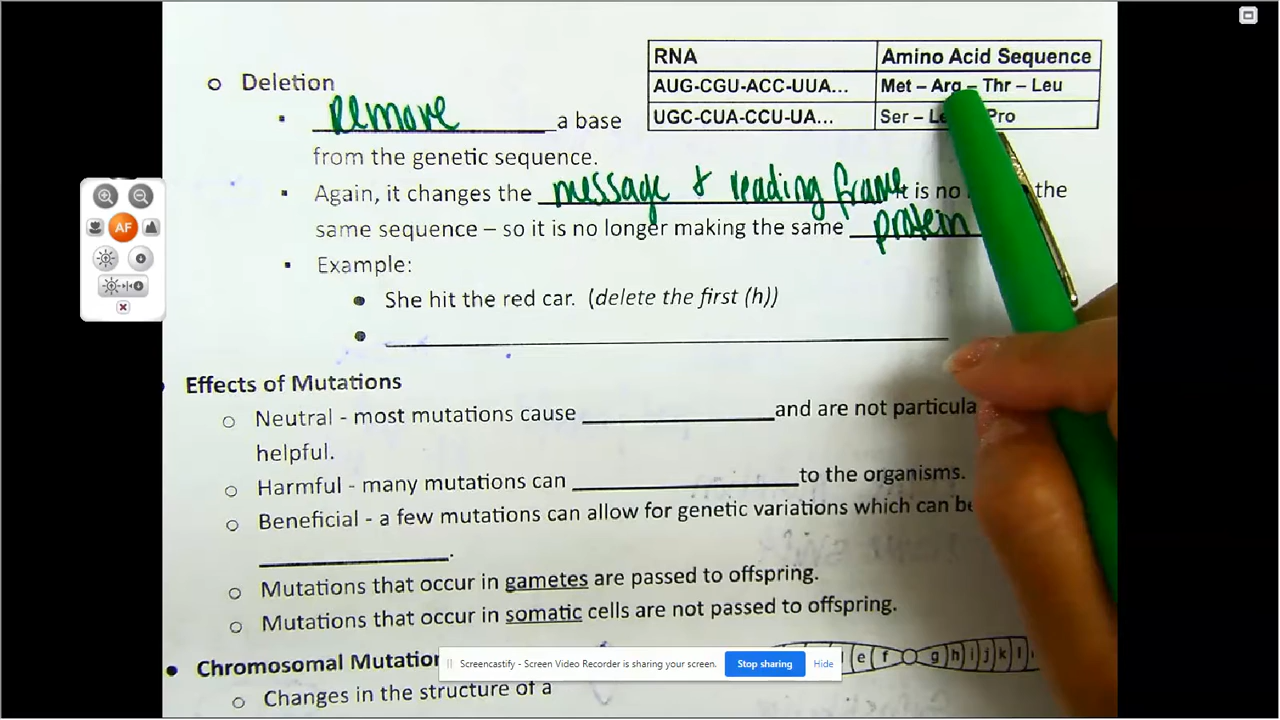 RNA Amino Acid Sequence
Deletion
AUG-CGU-ACC-UUA... Met – Arg – Thr – Leu
remove a base
UGC-CUA-CCU-UA... Ser – Pro
from the genetic sequence.
Again, it changes the message & reading frame is no the
same sequence – so it is no longer making the same protein
Example:
She hit the red car. (delete the first (h))
Effects of Mutations
Neutral - most mutations cause and are not
helpful.
Harmful - many mutations can to the organisms.
Beneficial - a few mutations can allow for genetic variations which can
.
Mutations that occur in gametes are passed to offspring.
Mutations that occur in somatic cells are not passed to offspring.
Chromosomal
e f g h i j k l
Changes in the structure of a
AF
Screencastify - Screen Video Recorder is sharing your screen. Stop sharing Hide